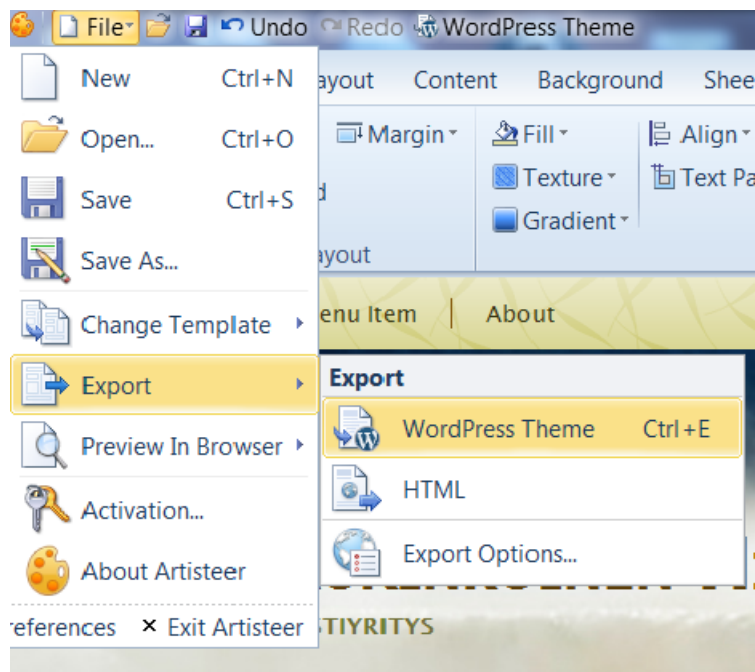 File Undo Redo WordPress Theme
ayout Content Background Shee
New Ctrl+N
Open... Ctrl+O
Save Ctrl+S
Save As...
Change Template
Export
Preview In Browser
Activation...
About Artisteer
references × Exit Artisteer
Margin Fill Align
Texture Text Pa
Gradient
ayout
enu Item About
Export
WordPress Theme Ctrl+E
HTML
Export Options...
TIYRITYS